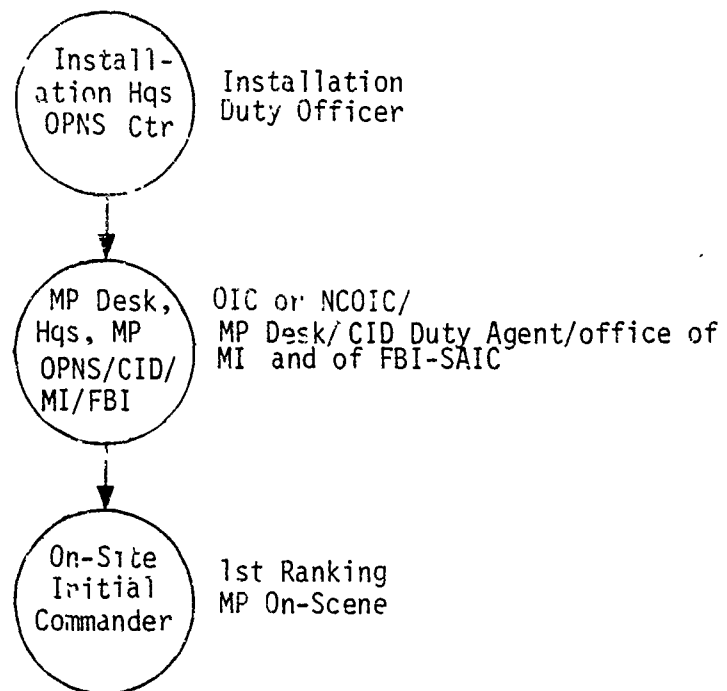 Install-
ation Hqs
OPNS Ctr
Installation
Duty Officer
MP Desk,
Hqs, MP
OPNS/CID/
MI/FBI
OIC or NCOIC/
MP Desk/CID Duty Agent/office of
MI and of FBI-SAIC
On-Site
Initial
Commander
1st Ranking
MP On-Scene